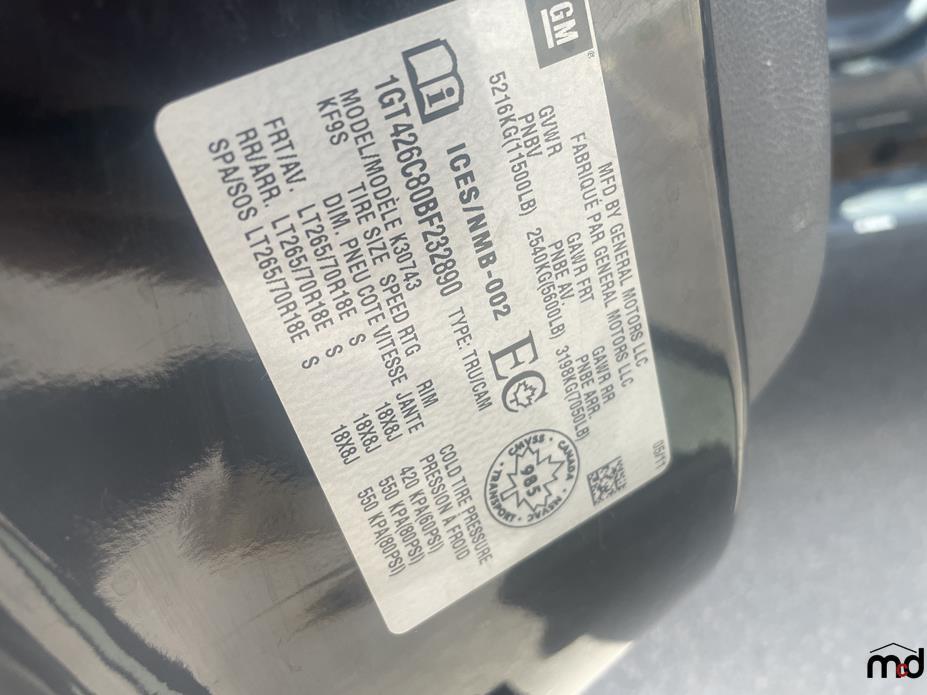 GM
MFD BY GENERAL MOTORS LLC
FABRIQUÉ PAR GENERAL MOTORS LLC
05/11
GVWR GAWR FRT GAWR RR
PNBV PNBE AV. PNBE ARR.
5216KG(11500LB) 2540KG(5600LB) 3198KG(7050LB)
ICES/NMB-002
CMVSS • CANADA • NSVAC • TRANSPORT •
985
1GT426C80BF232890 TYPE: TRU/CAM
MODEL/MODÈLE K30743
KF9S
TIRE SIZE SPEED RTG RIM COLD TIRE PRESSURE
DIM. PNEU COTE VITESSE JANTE PRESSION À FROID
FRT/AV. LT265/70R18E S 18X8J 420 KPA(60PSI)
RR/ARR. LT265/70R18E S 18X8J 550 KPA(80PSI)
SPA/SOS LT265/70R18E S 18X8J 550 KPA(80PSI)
mcd